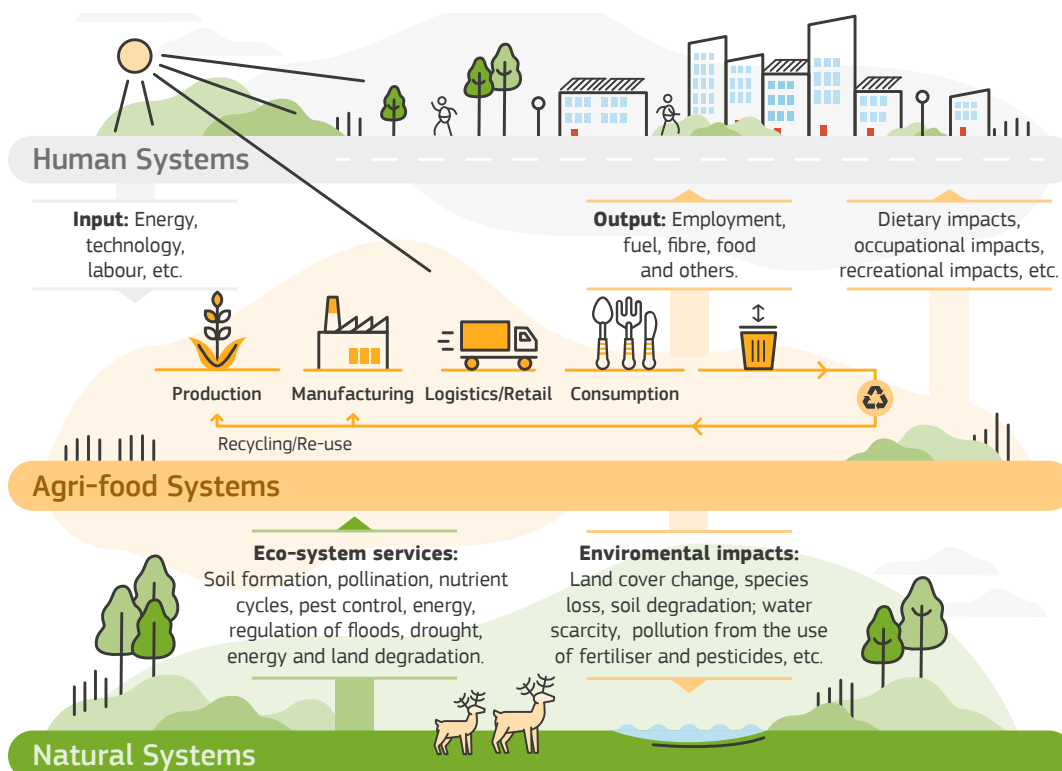 Human Systems
Input: Energy,
technology,
labour, etc.
Output: Employment,
fuel, fibre, food
and others.
Dietary impacts,
occupational impacts,
recreational impacts, etc.
Production
Manufacturing
Logistics/Retail
Consumption
Recycling/Re-use
Agri-food Systems
Eco-system services:
Soil formation, pollination, nutrient
cycles, pest control, energy,
regulation of floods, drought,
energy and land degradation.
Enviromental impacts:
Land cover change, species
loss, soil degradation; water
scarcity, pollution from the use
of fertiliser and pesticides, etc.
Natural Systems